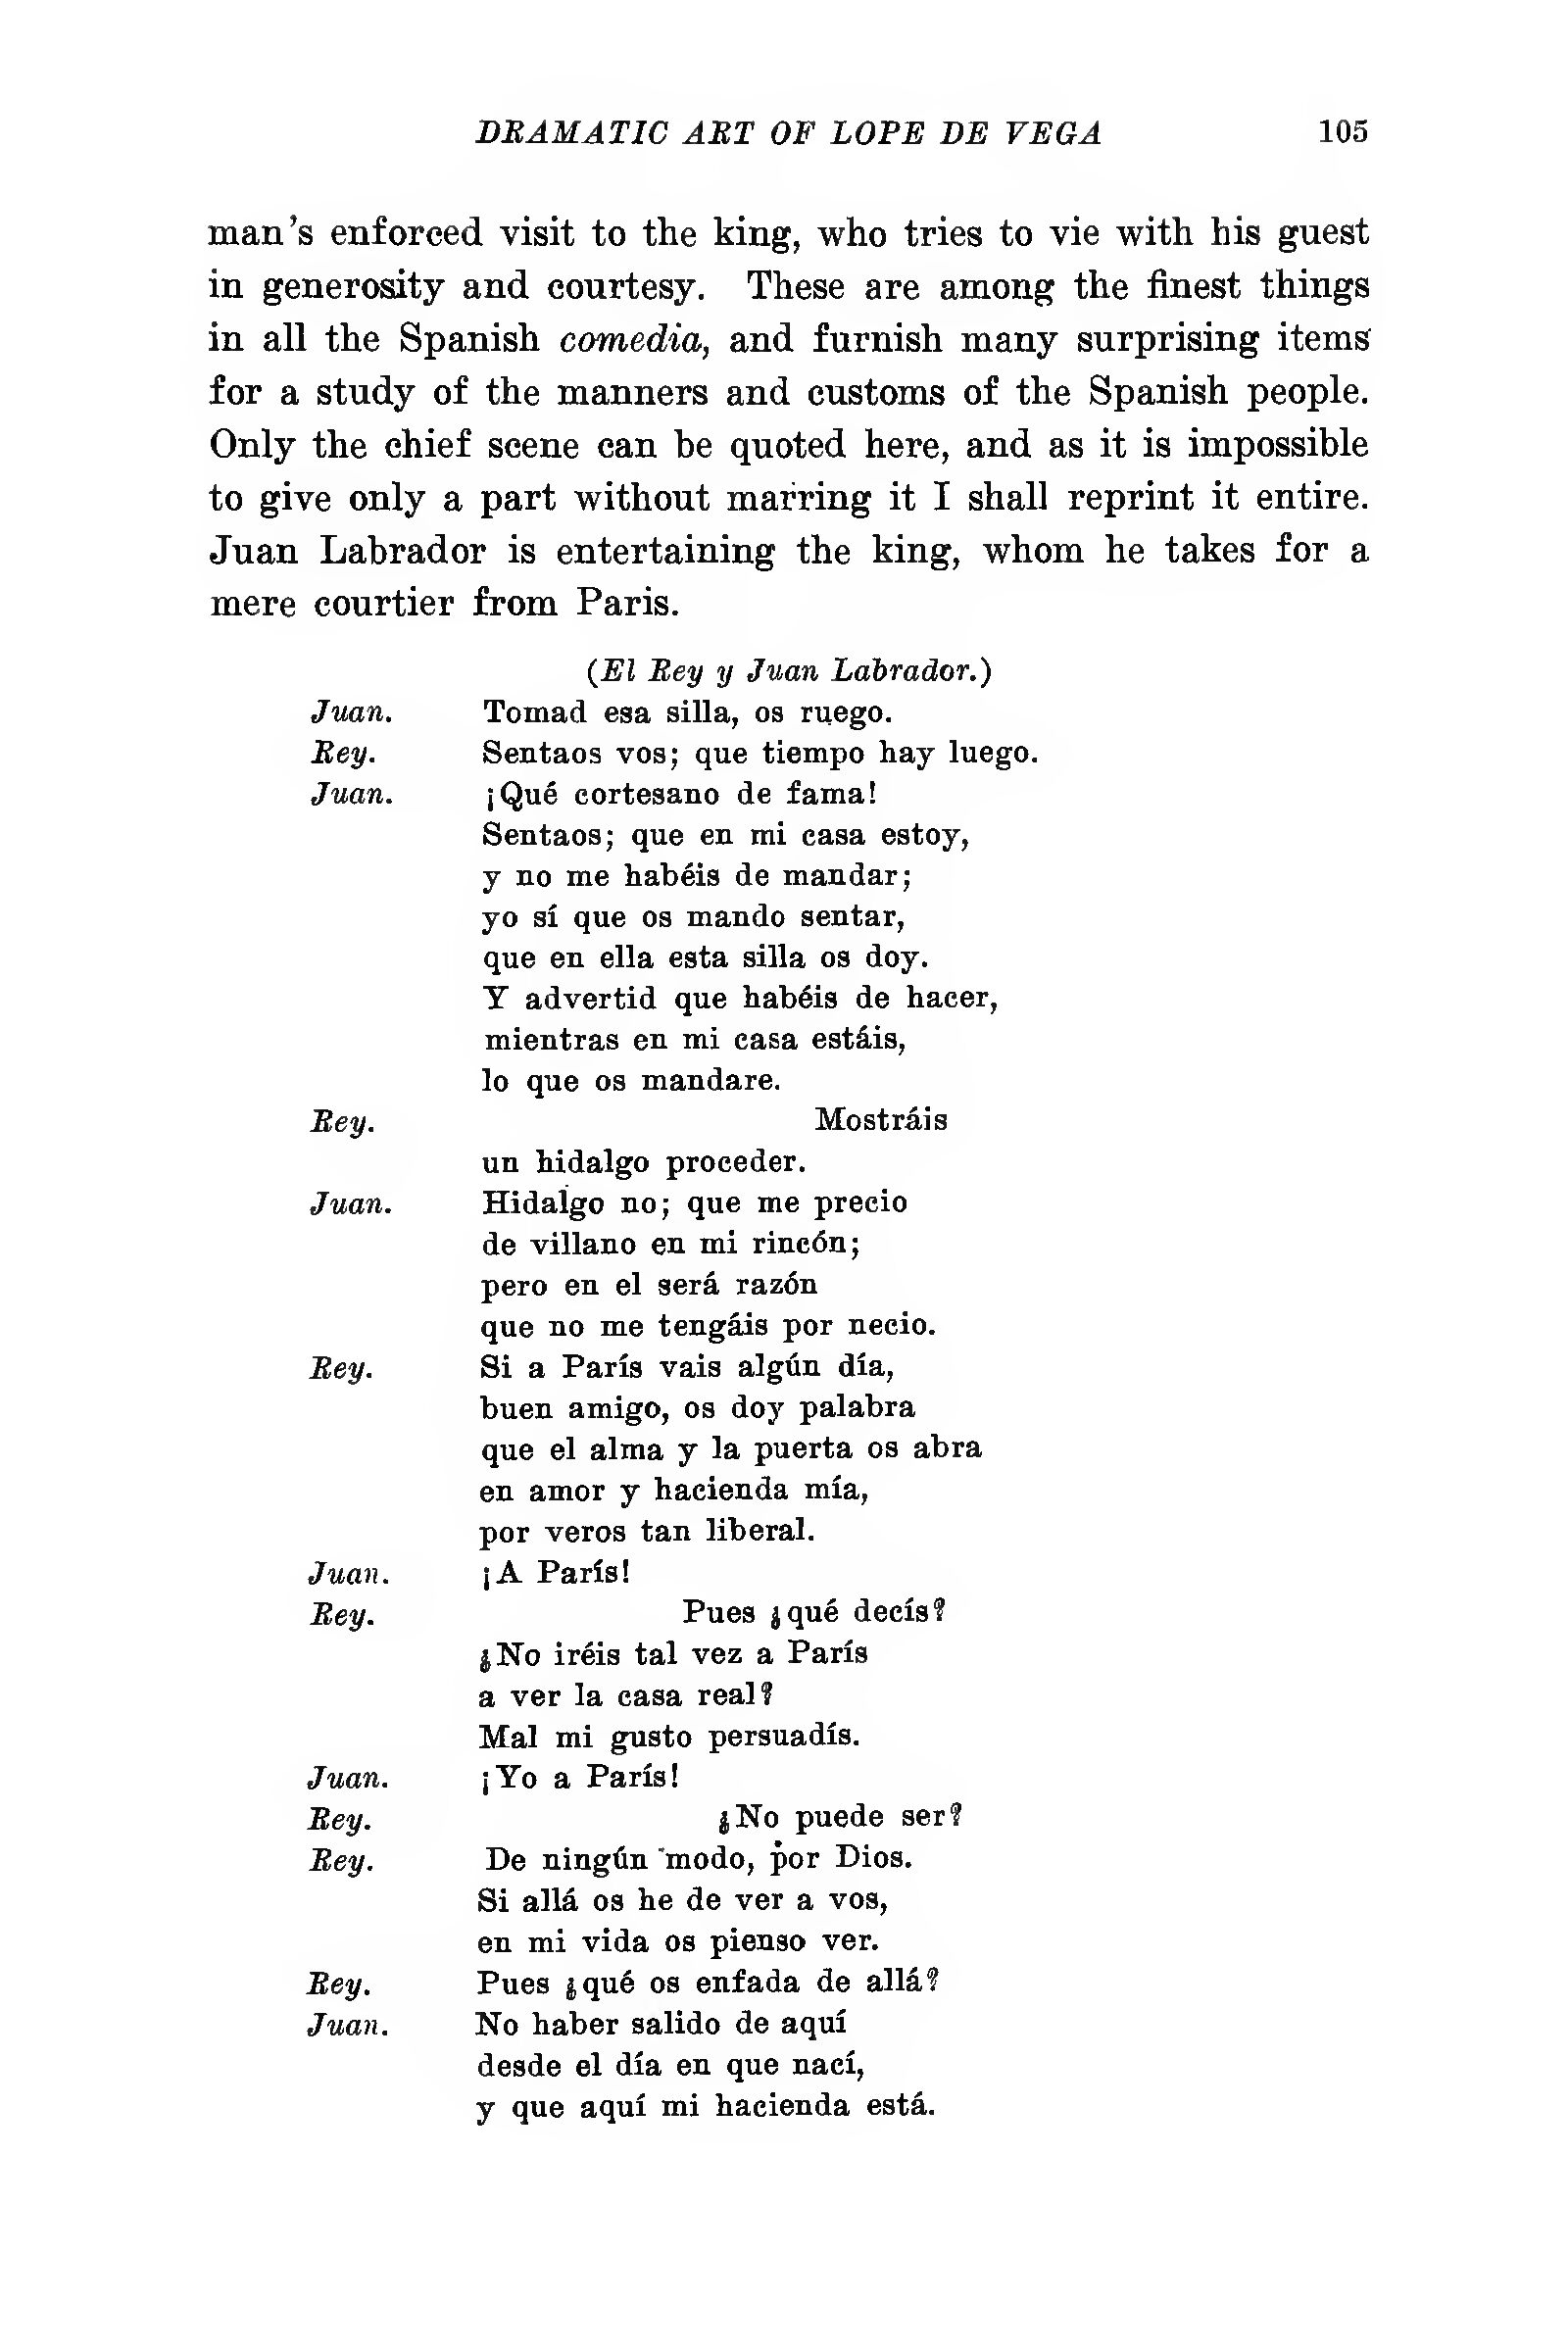 DRAMATIC ART OF LOPE DE VEGA 105
man's enforced visit to the king, who tries to vie with his guest
in generosity and courtesy. These are among the finest things
in all the Spanish comedia, and furnish many surprising items
for a study of the manners and customs of the Spanish people.
Only the chief scene can be quoted here, and as it is impossible
to give only a part without marring it I shall reprint it entire.
Juan Labrador is entertaining the king, whom he takes for a
mere courtier from Paris.
(El Rey y Juan Labrador.)
Juan. Tomad esa silla, os ruego.
Rey. Sentaos vos; que tiempo hay luego.
Juan. ¡Qué cortesano de fama!
Sentaos; que en mi casa estoy,
y no me habéis de mandar;
yo sí que os mando sentar,
que en ella esta silla os doy.
Y advertid que habéis de hacer,
mientras en mi casa estáis,
lo que os mandare.
Rey. Mostráis
un hidalgo proceder.
Juan. Hidalgo no; que me precio
de villano en mi rincón;
pero en el será razón
que no me tengáis por necio.
Rey. Si a París vais algún día,
buen amigo, os doy palabra
que el alma y la puerta os abra
en amor y hacienda mía,
por veros tan liberal.
Juan. ¡A París!
Rey. Pues ¿qué decís?
¿No iréis tal vez a París
a ver la casa real?
Mal mi gusto persuadís.
Juan. ¡Yo a París!
Rey. ¿No puede ser?
Rey. De ningún modo, por Dios.
Si allá os he de ver a vos,
en mi vida os pienso ver.
Rey. Pues ¿qué os enfada de allá?
Juan. No haber salido de aquí
desde el día en que nací,
y que aquí mi hacienda está.